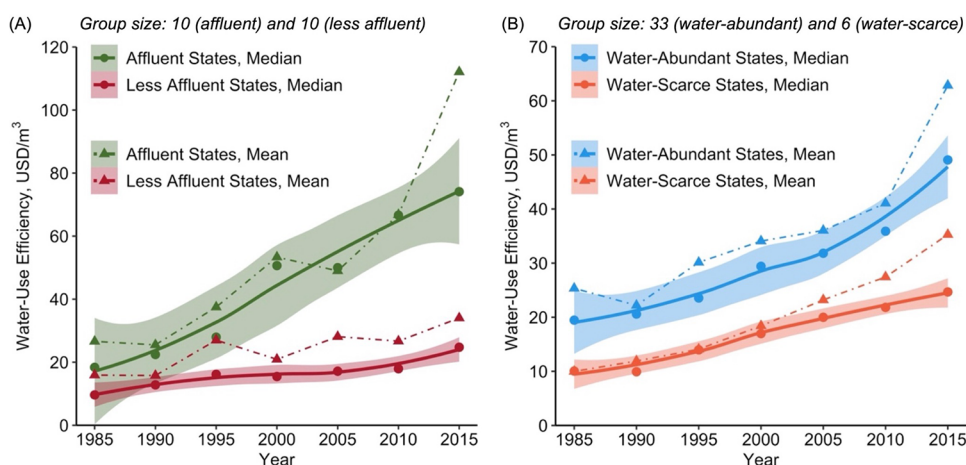 (A) Group size: 10 (affluent) and 10 (less affluent)
Affluent States, Median
Less Affluent States, Median
Affluent States, Mean
Less Affluent States, Mean
Water-Use Efficiency, USD/m³
120
100
80
60
40
20
0
1985 1990 1995 2000 2005 2010 2015
Year
(B) Group size: 33 (water-abundant) and 6 (water-scarce)
Water-Abundant States, Median
Water-Scarce States, Median
Water-Abundant States, Mean
Water-Scarce States, Mean
Water-Use Efficiency, USD/m³
70
60
50
40
30
20
10
0
1985 1990 1995 2000 2005 2010 2015
Year